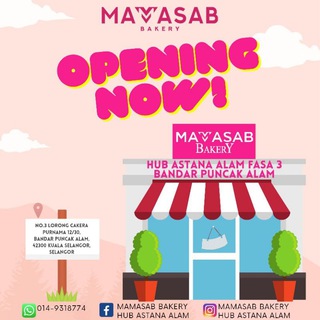 MAMASAB
BAKERY
OPENING
NOW!
MAMASAB
BAKERY
HUB ASTANA ALAM FASA 3
BANDAR PUNCAK ALAM
NO.3 LORONG CAKERA
PURNAMA 12/30,
BANDAR PUNCAK ALAM,
42300 KUALA SELANGOR,
SELANGOR
014-9318774
MAMASAB BAKERY
HUB ASTANA ALAM
MAMASAB BAKERY
HUB ASTANA ALAM